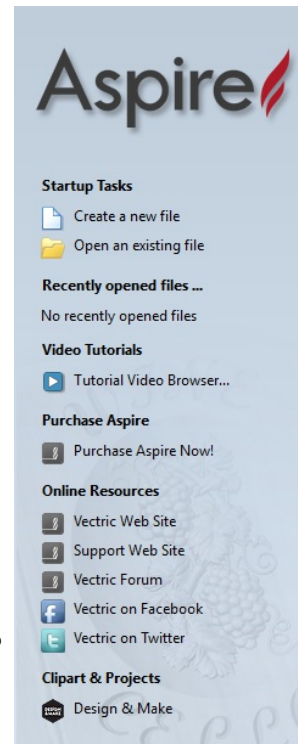 Aspire
Startup Tasks
Create a new file
Open an existing file
Recently opened files ...
No recently opened files
Video Tutorials
Tutorial Video Browser...
Purchase Aspire
Purchase Aspire Now!
Online Resources
Vectric Web Site
Support Web Site
Vectric Forum
Vectric on Facebook
Vectric on Twitter
Clipart & Projects
DESIGN & MAKE
Design & Make